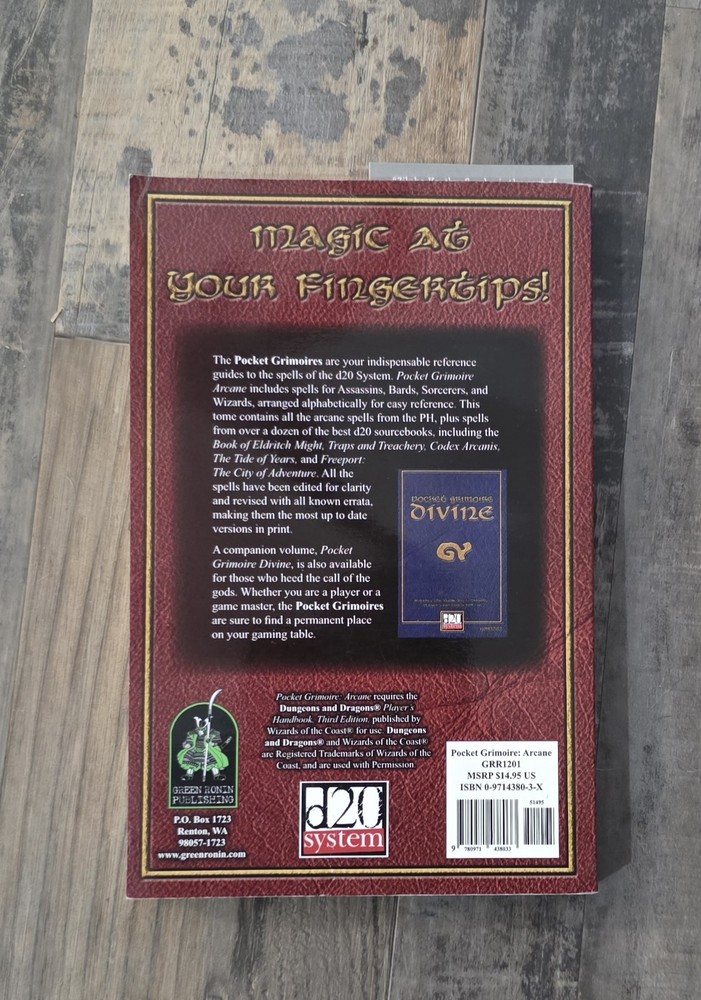 Magic at
Your Fingertips!
The Pocket Grimoires are your indispensable reference
guides to the spells of the d20 System. Pocket Grimoire
Arcane includes spells for Assassins, Bards, Sorcerers, and
Wizards, arranged alphabetically for easy reference. This
tome contains all the arcane spells from the PH, plus spells
from over a dozen of the best d20 sourcebooks, including the
Book of Eldritch Might, Traps and Treachery, Codex Arcanis,
The Tide of Years, and Freeport:
The City of Adventure. All the
spells have been edited for clarity
and revised with all known errata,
making them the most up to date
versions in print.
A companion volume, Pocket
Grimoire Divine, is also available
for those who heed the call of the
gods. Whether you are a player or a
game master, the Pocket Grimoires
are sure to find a permanent place
on your gaming table.
Pocket Grimoire
Divine
d20
system
Pocket Grimoire: Arcane requires the
Dungeons and Dragons® Player's
Handbook, Third Edition, published by
Wizards of the Coast® for use. Dungeons
and Dragons® and Wizards of the Coast®
are Registered Trademarks of Wizards of the
Coast, and are used with Permission.
Green Ronin
Publishing
P.O. Box 1723
Renton, WA
98057-1723
www.greenronin.com
d20
system
Pocket Grimoire: Arcane
GRR1201
MSRP $14.95 US
ISBN 0-9714380-3-X
51495
9 780971 438033